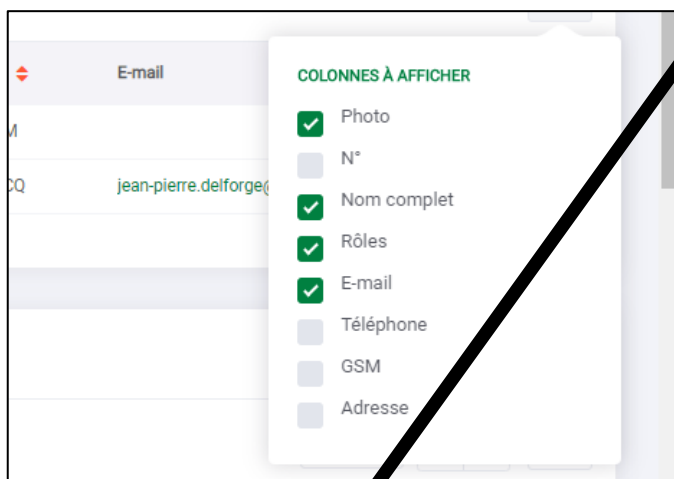 E-mail
COLONNES À AFFICHER
Photo
M
N°
CQ
jean-pierre.delforge@
Nom complet
Rôles
E-mail
Téléphone
GSM
Adresse